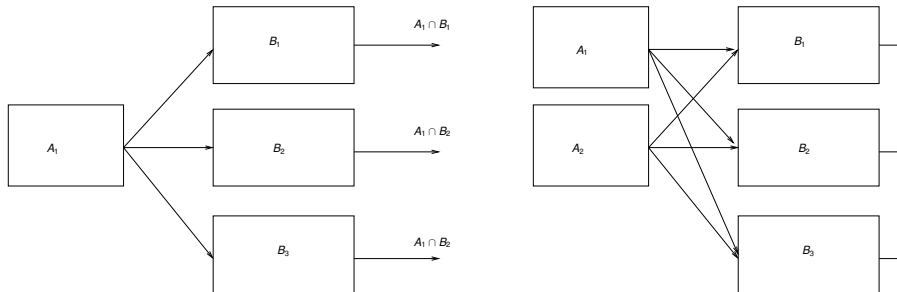 A₁ ∩ B₁
B₁
A₁
A₁ ∩ B₂
B₂
A₁ ∩ B₂
B₃
A₁
B₁
A₂
B₂
B₃